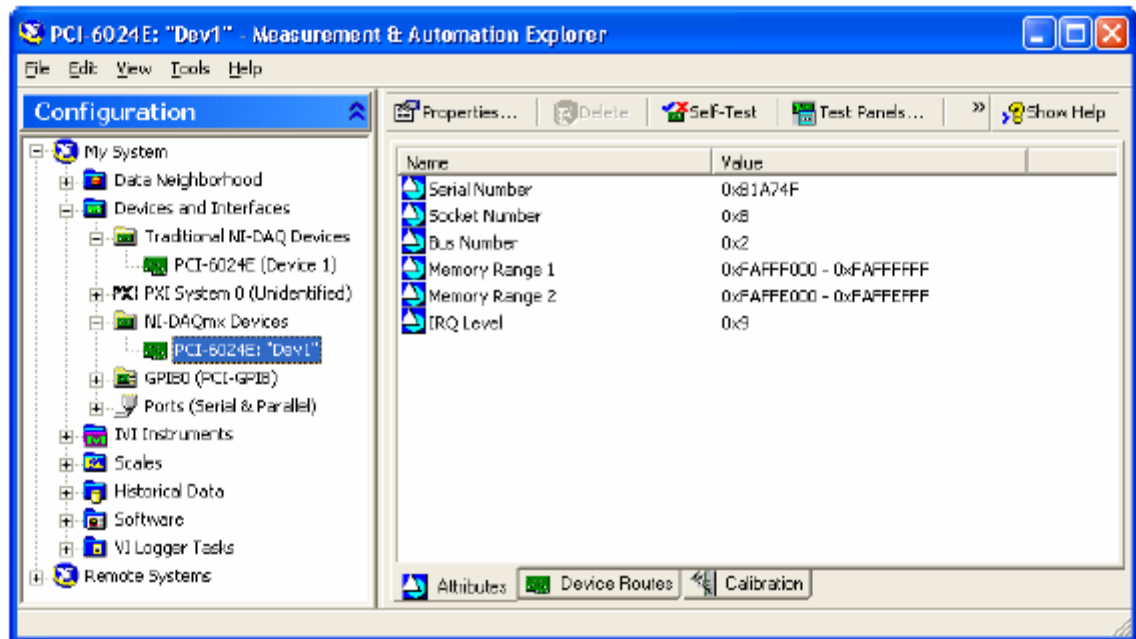 PCI-6024E: "Dev1" - Measurement & Automation Explorer
File Edit View Tools Help
Configuration
My System
Data Neighborhood
Devices and Interfaces
Traditional NI-DAQ Devices
PCI-6024E (Device 1)
PXI PXI System 0 (Unidentified)
NI-DAQmx Devices
PCI-6024E: "Dev1"
GPIB0 (PCI-GPIB)
Ports (Serial & Parallel)
IVI Instruments
Scales
Historical Data
Software
VI Logger Tasks
Remote Systems
Properties... Delete Self-Test Test Panels... » Show Help
Name Value
Serial Number 0xB1A74F
Socket Number 0x8
Bus Number 0x2
Memory Range 1 0xFAFFF000 - 0xFAFFFFFF
Memory Range 2 0xFAFFE000 - 0xFAFFEFFF
IRQ Level 0x9
Attributes Device Routes Calibration